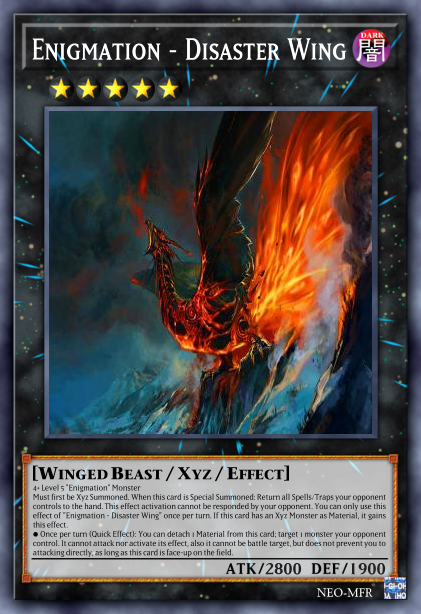 ENIGMATION - DISASTER WING
DARK
闇
[WINGED BEAST / XYZ / EFFECT]
4+ Level 5 "Enigmation" Monster
Must first be Xyz Summoned. When this card is Special Summoned: Return all Spells/Traps your opponent
controls to the hand. This effect activation cannot be responded by your opponent. You can only use this
effect of "Enigmation - Disaster Wing" once per turn. If this card has an Xyz Monster as Material, it gains
this effect.
● Once per turn (Quick Effect): You can detach 1 Material from this card; target 1 monster your opponent
control. It cannot attack nor activate its effect, also it cannot be battle target, but does not prevent you to
attacking directly, as long as this card is face-up on the field.
ATK/2800 DEF/1900
NEO-MFR